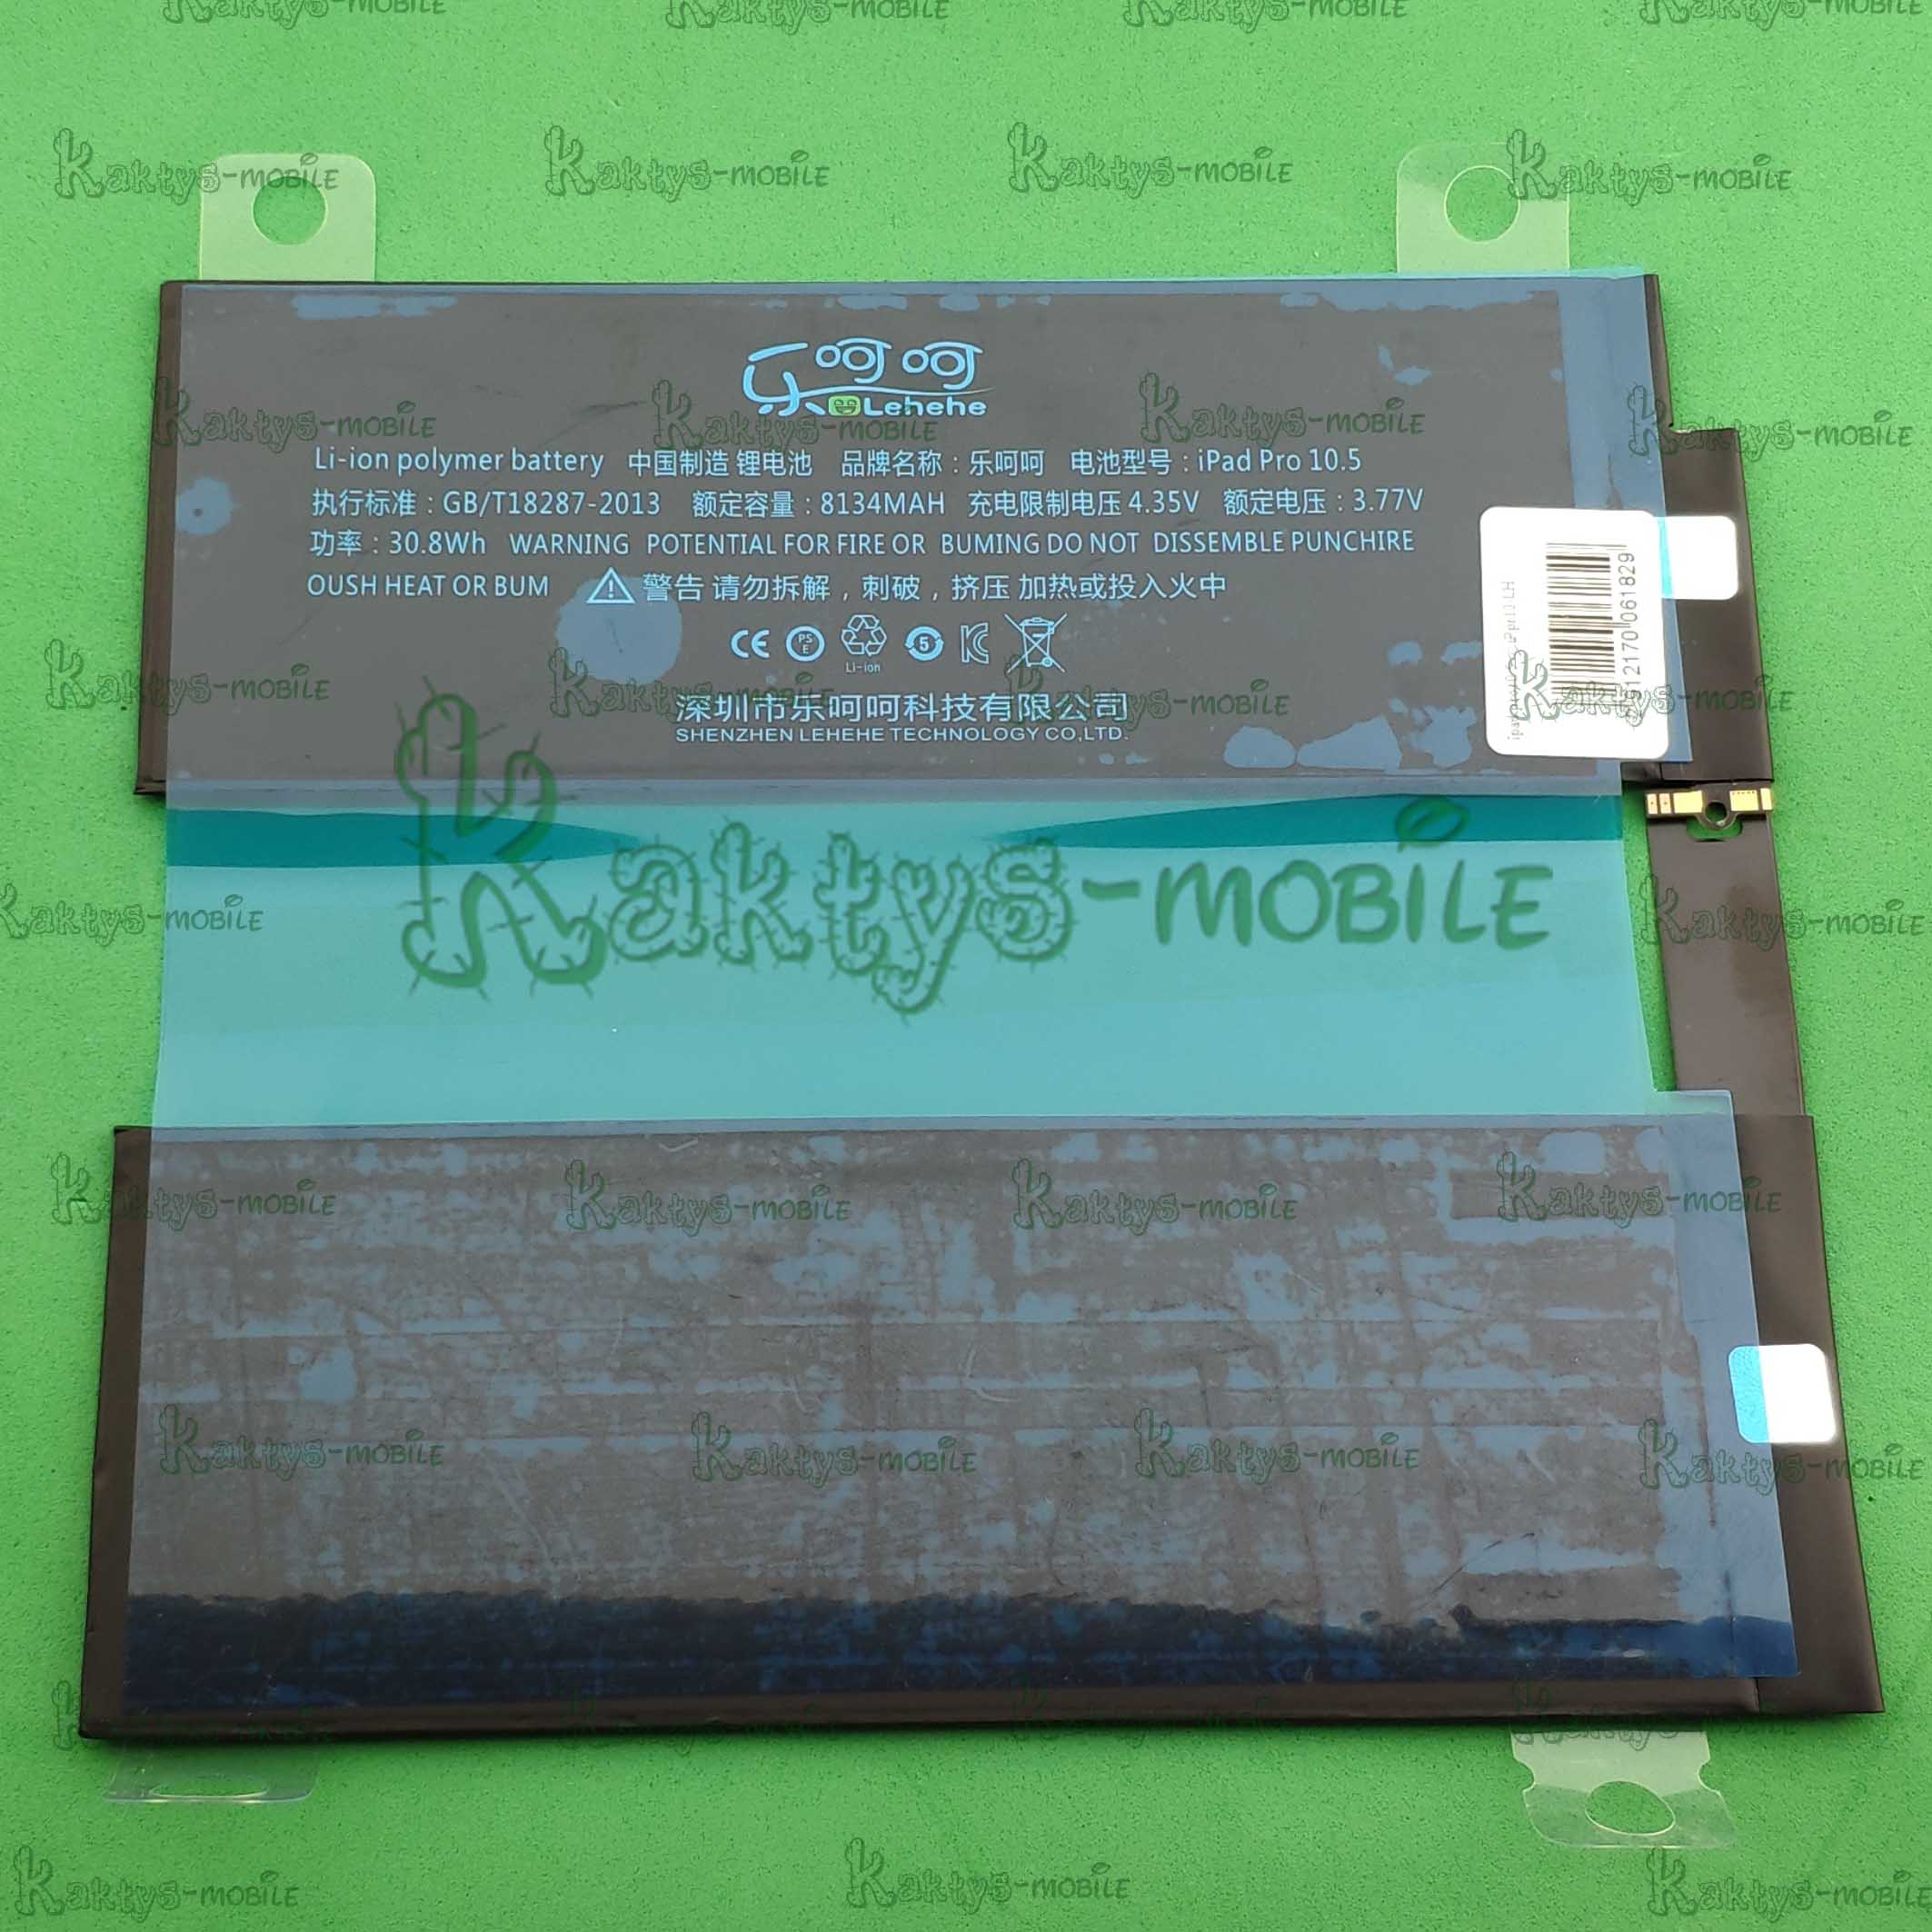 乐呵呵
Lehehe
Li-ion polymer battery 中国制造 锂电池 品牌名称：乐呵呵 电池型号：iPad Pro 10.5
执行标准：GB/T18287-2013 额定容量：8134MAH 充电限制电压 4.35V 额定电压：3.77V
功率：30.8Wh WARNING POTENTIAL FOR FIRE OR BUMING DO NOT DISSEMBLE PUNCHIRE
OUSH HEAT OR BUM 警告 请勿拆解，刺破，挤压 加热或投入火中
CE PS E Li-ion 5
深圳市乐呵呵科技有限公司
SHENZHEN LEHEHE TECHNOLOGY CO,LTD.
Kaktys-mobile